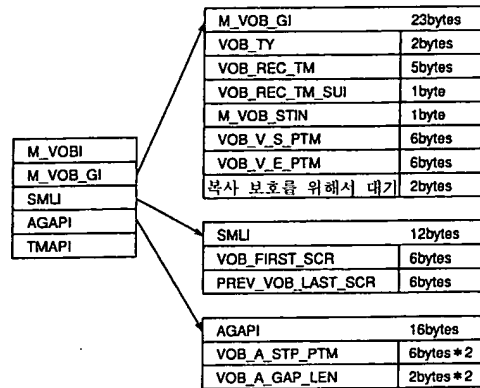 M_VOB_GI 23bytes
VOB_TY 2bytes
VOB_REC_TM 5bytes
VOB_REC_TM_SUI 1byte
M_VOB_STIN 1byte
VOB_V_S_PTM 6bytes
VOB_V_E_PTM 6bytes
복사 보호를 위해서 대기 2bytes
M_VOBI
M_VOB_GI
SMLI
AGAPI
TMAPI
SMLI 12bytes
VOB_FIRST_SCR 6bytes
PREV_VOB_LAST_SCR 6bytes
AGAPI 16bytes
VOB_A_STP_PTM 6bytes*2
VOB_A_GAP_LEN 2bytes*2